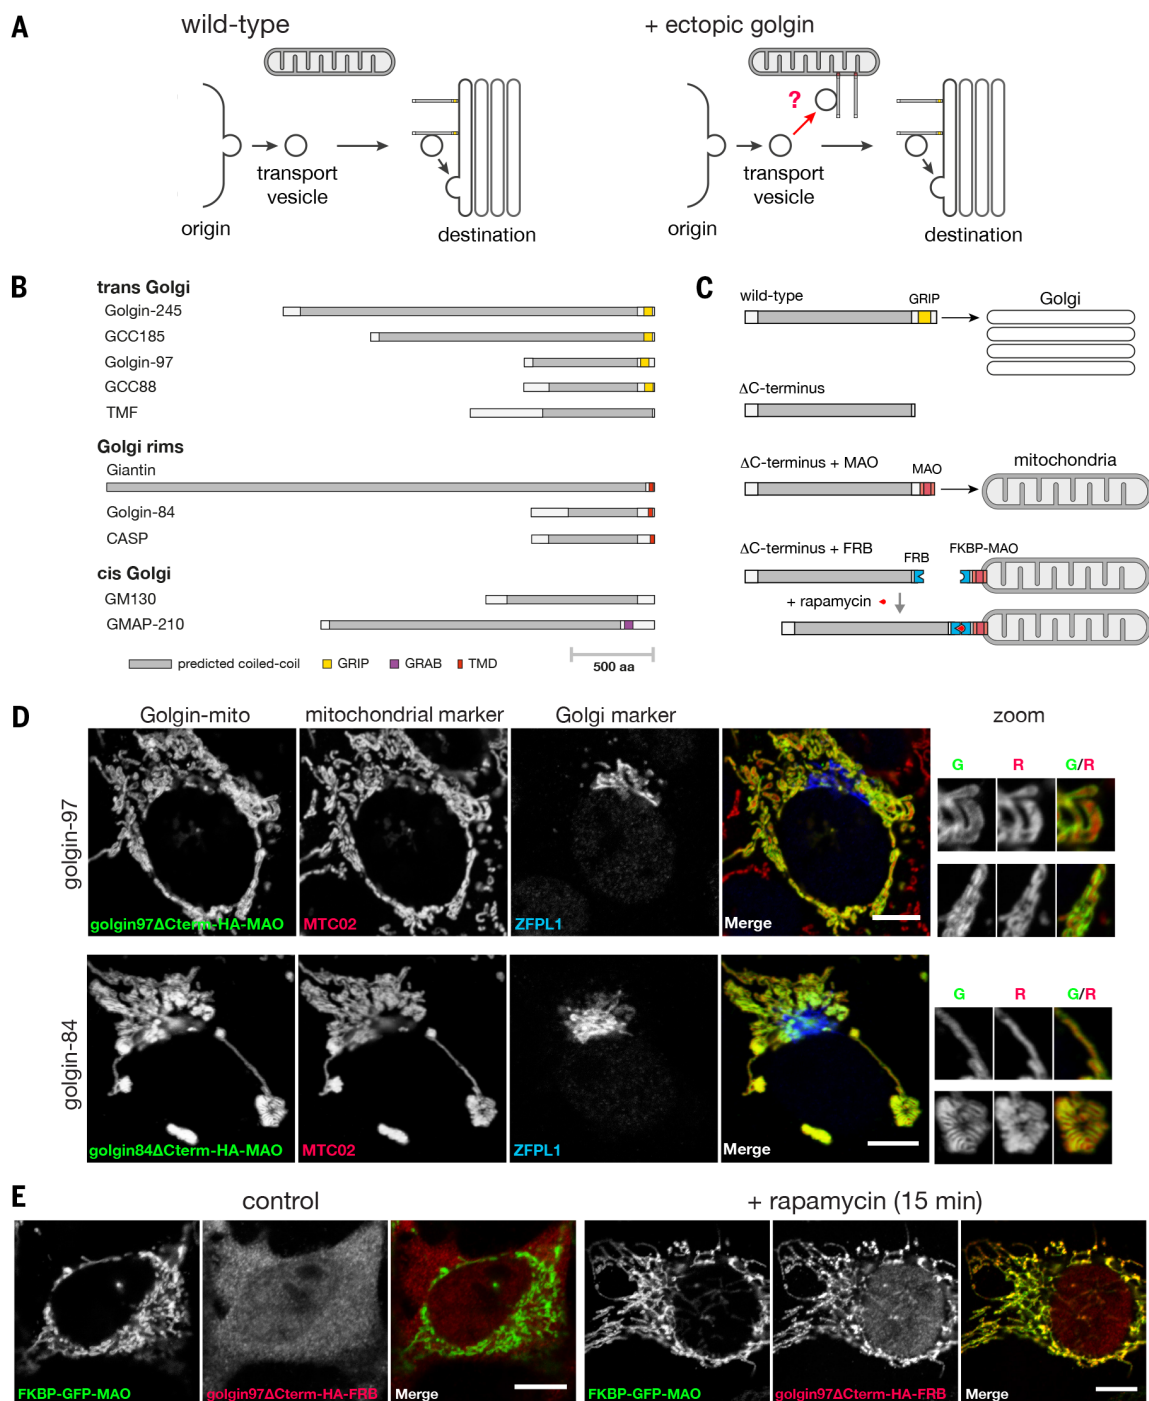 A
wild-type
+ ectopic golgin
?
transport
vesicle
origin
destination
transport
vesicle
origin
destination
B
trans Golgi
Golgin-245
GCC185
Golgin-97
GCC88
TMF
Golgi rims
Giantin
Golgin-84
CASP
cis Golgi
GM130
GMAP-210
predicted coiled-coil
GRIP
GRAB
TMD
500 aa
C
wild-type
GRIP
Golgi
ΔC-terminus
ΔC-terminus + MAO
MAO
mitochondria
ΔC-terminus + FRB
FRB
FKBP-MAO
+ rapamycin
D
Golgin-mito
mitochondrial marker
Golgi marker
zoom
golgin-97
golgin97ΔCterm-HA-MAO
MTC02
ZFPL1
Merge
G
R
G/R
golgin-84
golgin84ΔCterm-HA-MAO
MTC02
ZFPL1
Merge
G
R
G/R
E
control
+ rapamycin (15 min)
FKBP-GFP-MAO
golgin97ΔCterm-HA-FRB
Merge
FKBP-GFP-MAO
golgin97ΔCterm-HA-FRB
Merge